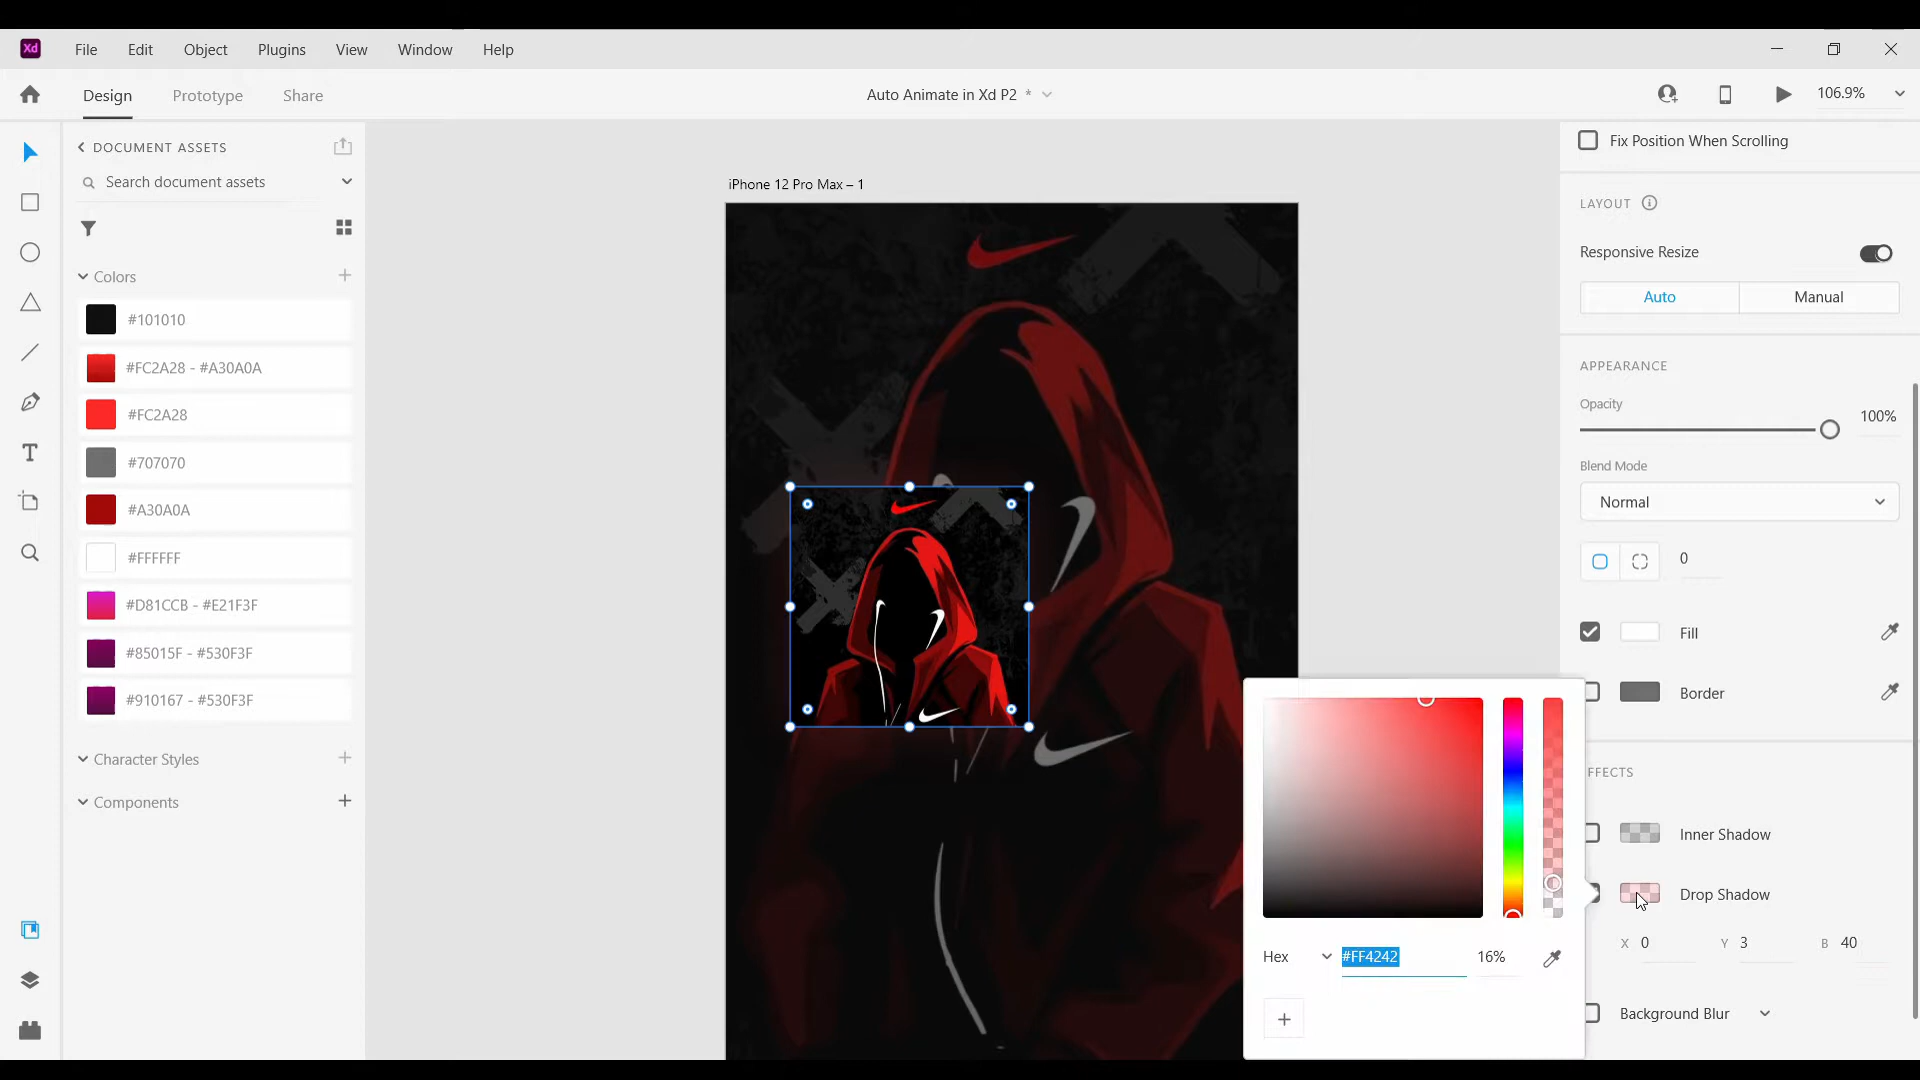 Xd File Edit Object Plugins View Window Help
Design Prototype Share Auto Animate in Xd P2 * 106.9%
DOCUMENT ASSETS
Search document assets
Colors
#101010
#FC2A28 - #A30A0A
#FC2A28
#707070
#A30A0A
#FFFFFF
#D81CCB - #E21F3F
#85015F - #530F3F
#910167 - #530F3F
Character Styles
Components
iPhone 12 Pro Max – 1
Fix Position When Scrolling
LAYOUT
Responsive Resize
Auto Manual
APPEARANCE
Opacity
100%
Blend Mode
Normal
0
Fill
Border
FFECTS
Inner Shadow
Drop Shadow
X 0 Y 3 B 40
Background Blur
Hex #FF4242 16%